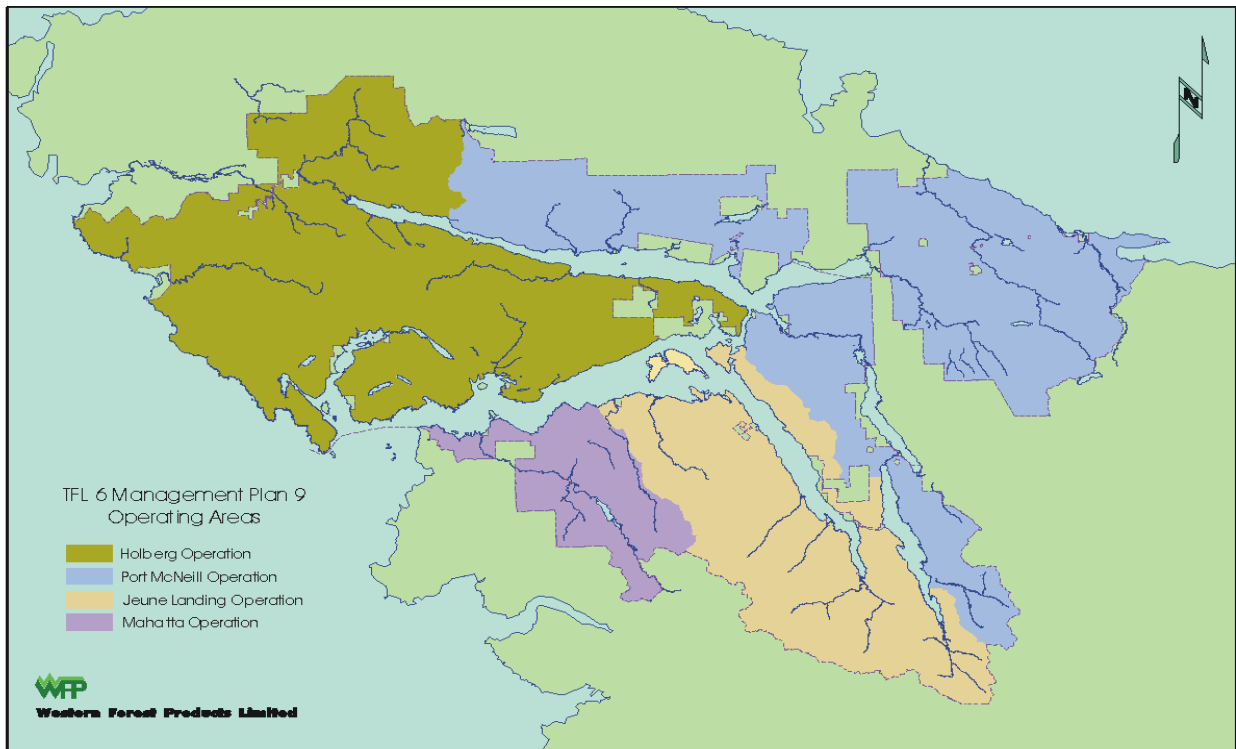 N
TFL 6 Management Plan 9
Operating Areas
Holberg Operation
Port McNeill Operation
Jeune Landing Operation
Mahatta Operation
WFP
Western Forest Products Limited